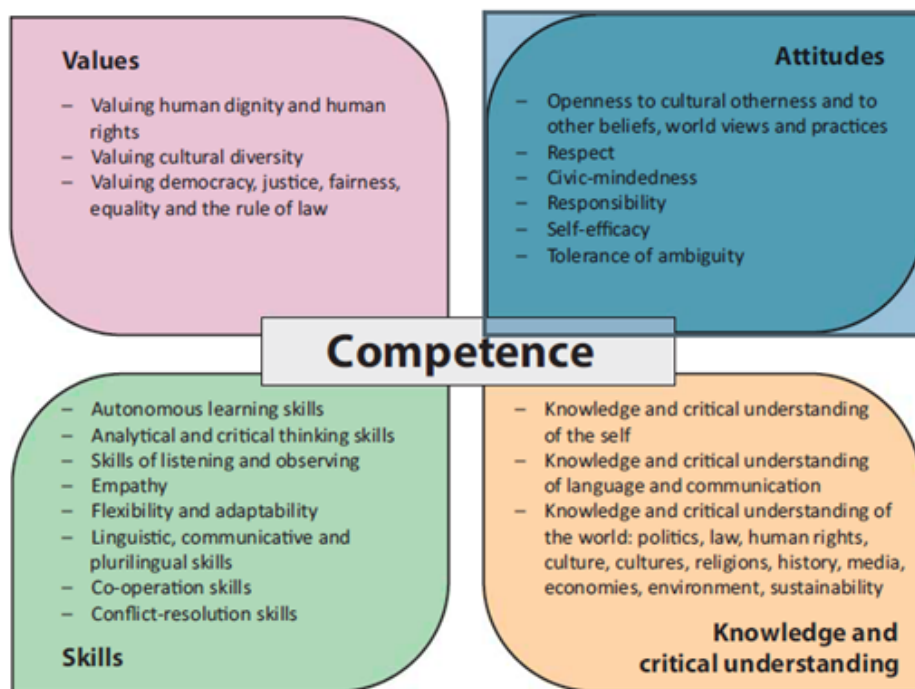 Values
– Valuing human dignity and human
rights
– Valuing cultural diversity
– Valuing democracy, justice, fairness,
equality and the rule of law
Attitudes
– Openness to cultural otherness and to
other beliefs, world views and practices
– Respect
– Civic-mindedness
– Responsibility
– Self-efficacy
– Tolerance of ambiguity
Competence
– Autonomous learning skills
– Analytical and critical thinking skills
– Skills of listening and observing
– Empathy
– Flexibility and adaptability
– Linguistic, communicative and
plurilingual skills
– Co-operation skills
– Conflict-resolution skills
Skills
– Knowledge and critical understanding
of the self
– Knowledge and critical understanding
of language and communication
– Knowledge and critical understanding of
the world: politics, law, human rights,
culture, cultures, religions, history, media,
economies, environment, sustainability
Knowledge and
critical understanding